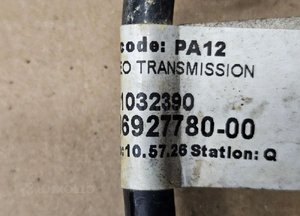 code: PA12
EO TRANSMISSION
1032390
6927780-00
:10.57.26 Station: Q